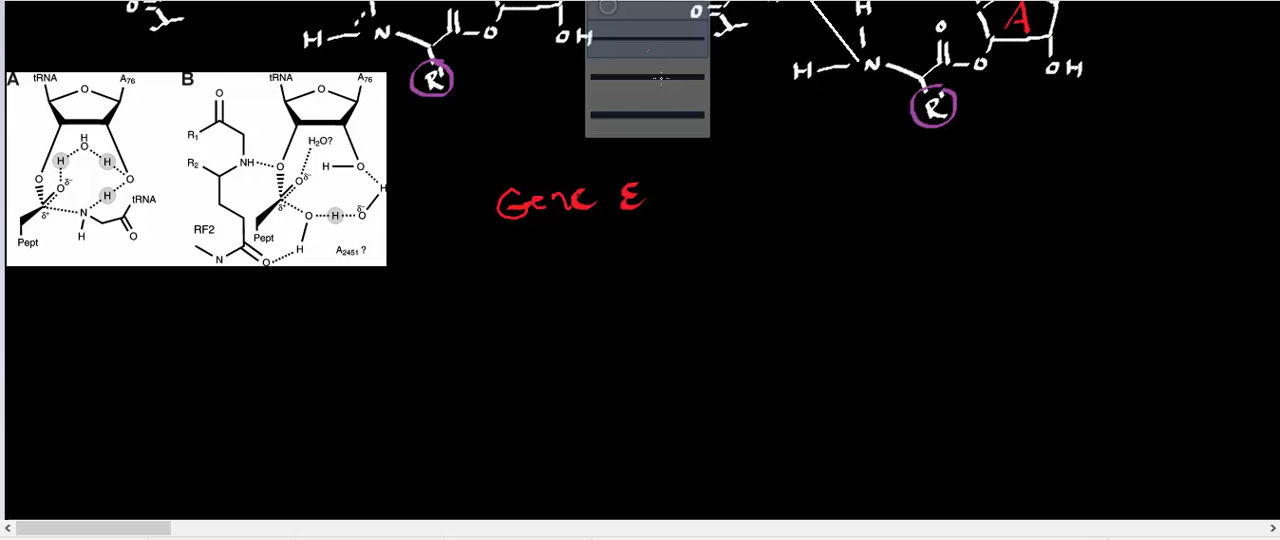 O
H N O OH
R'
O
H
O
H N O OH
A
R'
A
tRNA A76
O
H
H O H
O δ- O
H
δ+ N tRNA
H O
Pept
B
tRNA A76
O
O
R1
H2O?
R2 NH O H O
O δ- H
δ+ O H O δ-
RF2 Pept
H
N O A2451 ?
Gene E